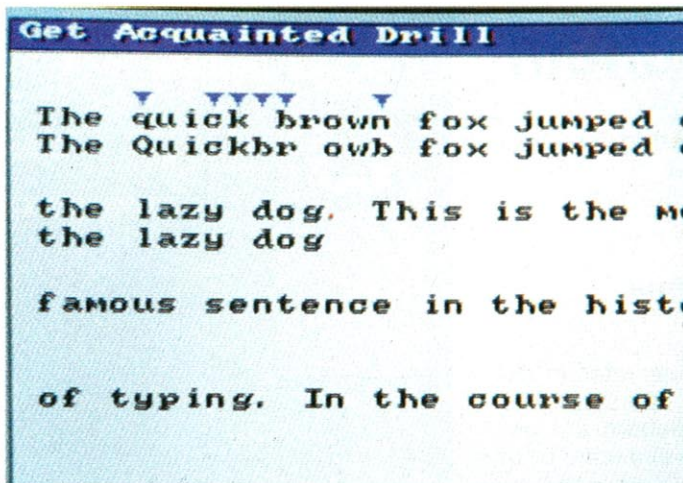 Get Acquainted Drill
The quick brown fox jumped
The Quickbr owb fox jumped
the lazy dog. This is the
the lazy dog
famous sentence in the
of typing. In the course of